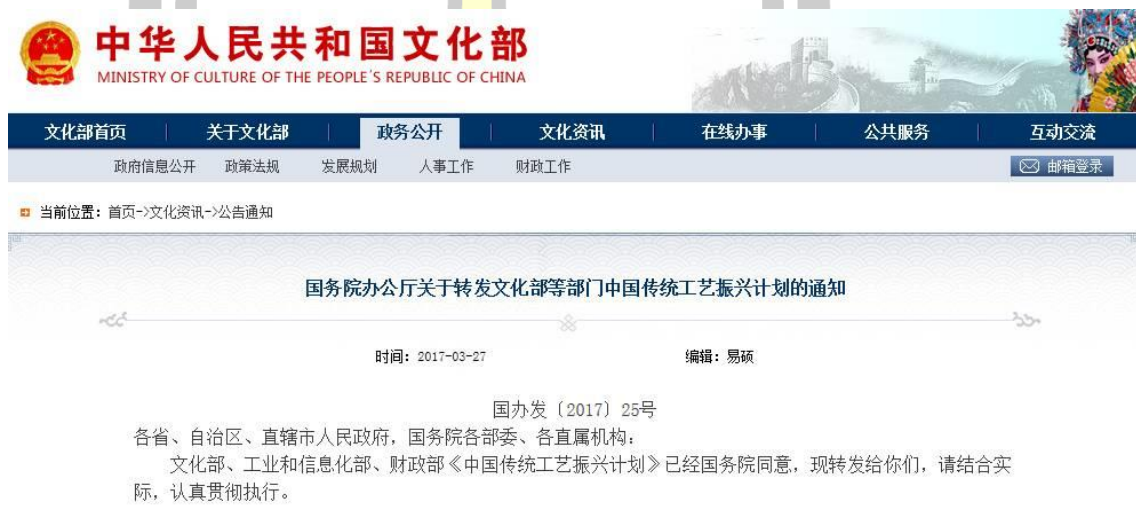 中华人民共和国文化部
MINISTRY OF CULTURE OF THE PEOPLE'S REPUBLIC OF CHINA
文化部首页 关于文化部 政务公开 文化资讯 在线办事 公共服务 互动交流
政府信息公开 政策法规 发展规划 人事工作 财政工作 邮箱登录
当前位置：首页->文化资讯->公告通知
国务院办公厅关于转发文化部等部门中国传统工艺振兴计划的通知
时间：2017-03-27 编辑：易硕
国办发〔2017〕25号
各省、自治区、直辖市人民政府，国务院各部委、各直属机构：
文化部、工业和信息化部、财政部《中国传统工艺振兴计划》已经国务院同意，现转发给你们，请结合实
际，认真贯彻执行。